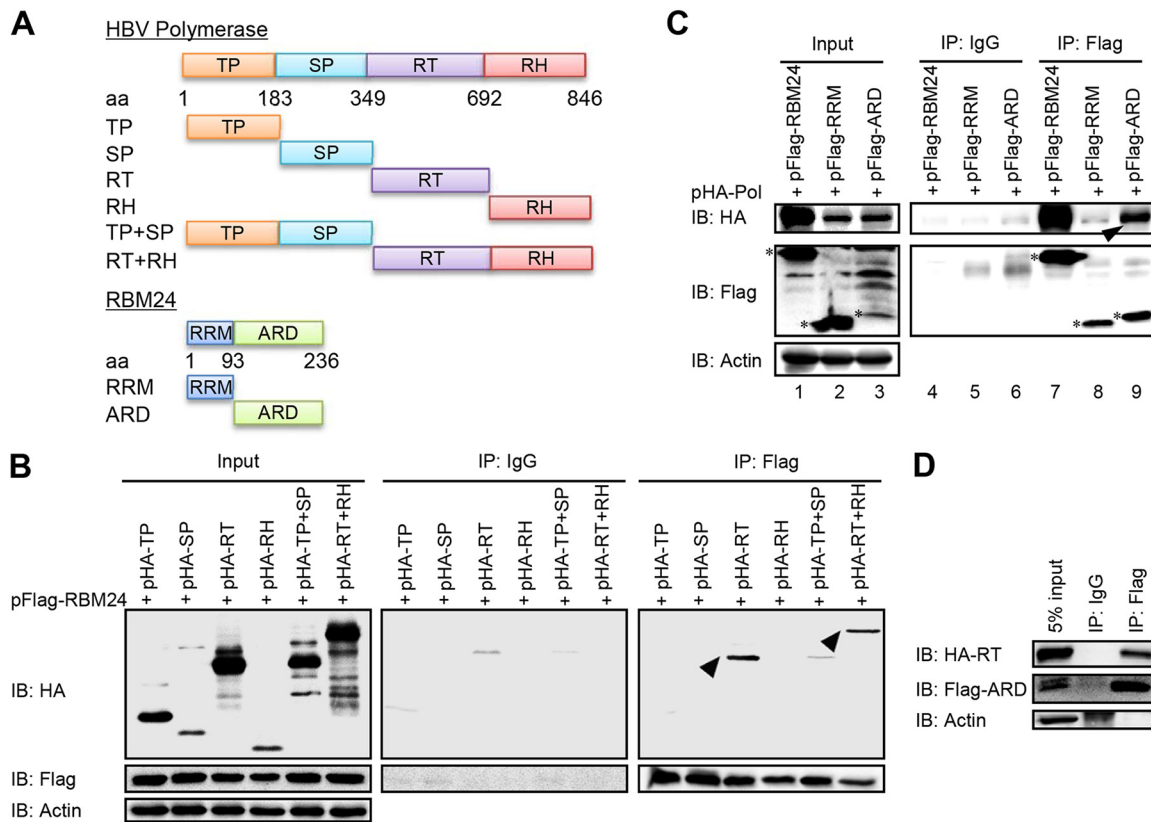 A
HBV Polymerase
TP SP RT RH
aa 1 183 349 692 846
TP TP
SP SP
RT RT
RH RH
TP+SP TP SP
RT+RH RT RH
RBM24
RRM ARD
aa 1 93 236
RRM RRM
ARD ARD
C
Input IP: IgG IP: Flag
pFlag-RBM24 pFlag-RRM pFlag-ARD pFlag-RBM24 pFlag-RRM pFlag-ARD pFlag-RBM24 pFlag-RRM pFlag-ARD
pHA-Pol + + + + + + + + +
IB: HA
IB: Flag * * * * * *
IB: Actin
1 2 3 4 5 6 7 8 9
B
Input IP: IgG IP: Flag
pHA-TP pHA-SP pHA-RT pHA-RH pHA-TP+SP pHA-RT+RH pHA-TP pHA-SP pHA-RT pHA-RH pHA-TP+SP pHA-RT+RH pHA-TP pHA-SP pHA-RT pHA-RH pHA-TP+SP pHA-RT+RH
pFlag-RBM24 + + + + + + + + + + + + + + + + + +
IB: HA
IB: Flag
IB: Actin
D
5% input IP: IgG IP: Flag
IB: HA-RT
IB: Flag-ARD
IB: Actin